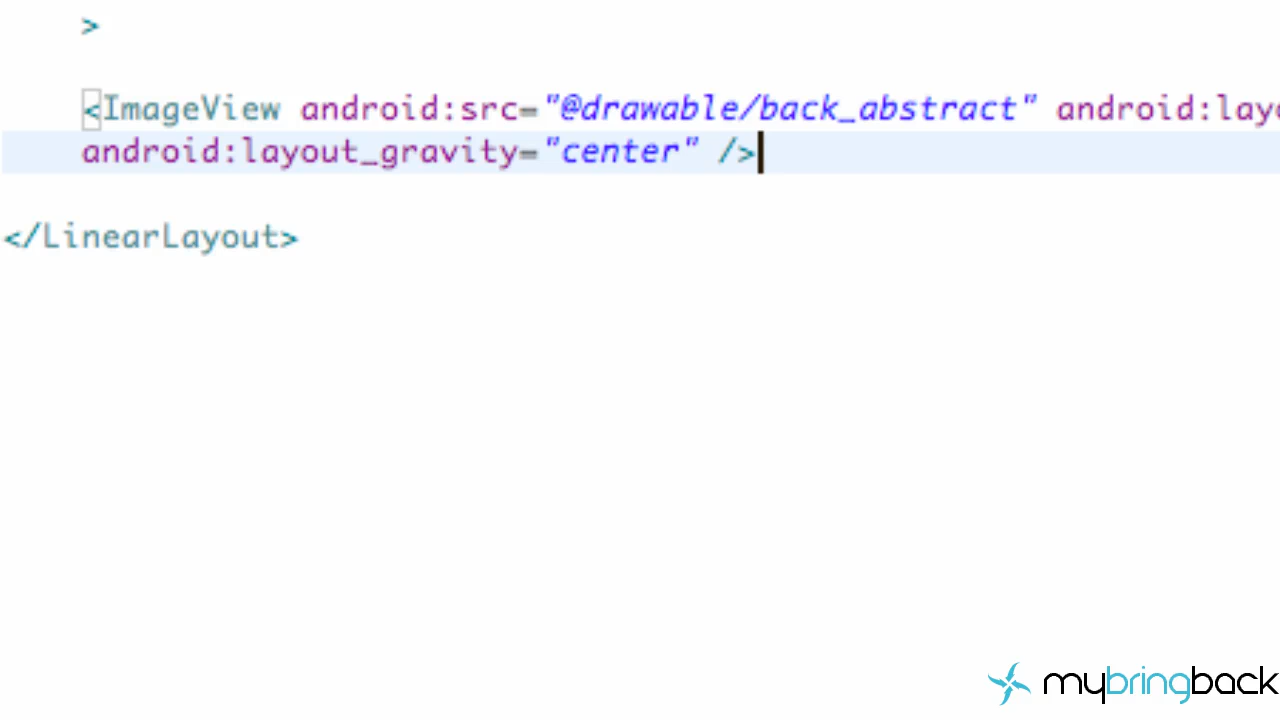 >
<ImageView android:src="@drawable/back_abstract" android:layo
android:layout_gravity="center" />
</LinearLayout>
mybringback